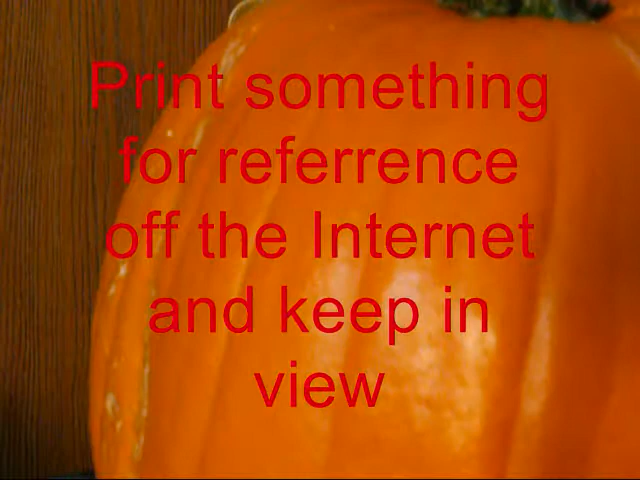 Print something
for referrence
off the Internet
and keep in
view